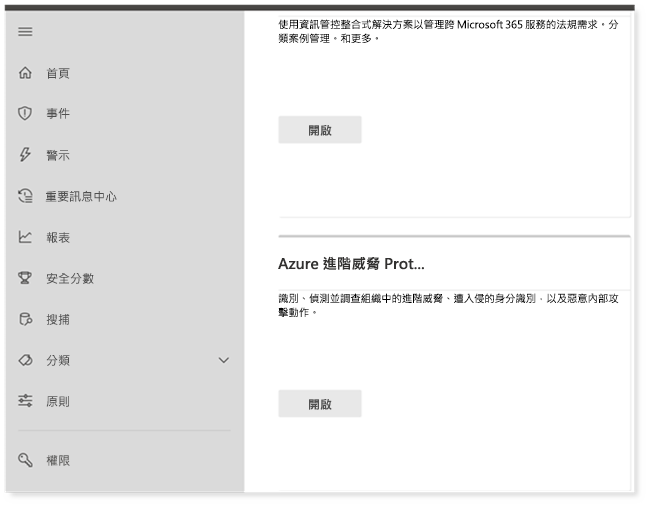 首頁
事件
警示
重要訊息中心
報表
安全分數
搜捕
分類
原則
權限
使用資訊管控整合式解決方案以管理跨 Microsoft 365 服務的法規需求。分
類案例管理。和更多。
開啟
Azure 進階威脅 Prot...
識別、偵測並調查組織中的進階威脅、遭入侵的身分識別，以及惡意內部攻
擊動作。
開啟